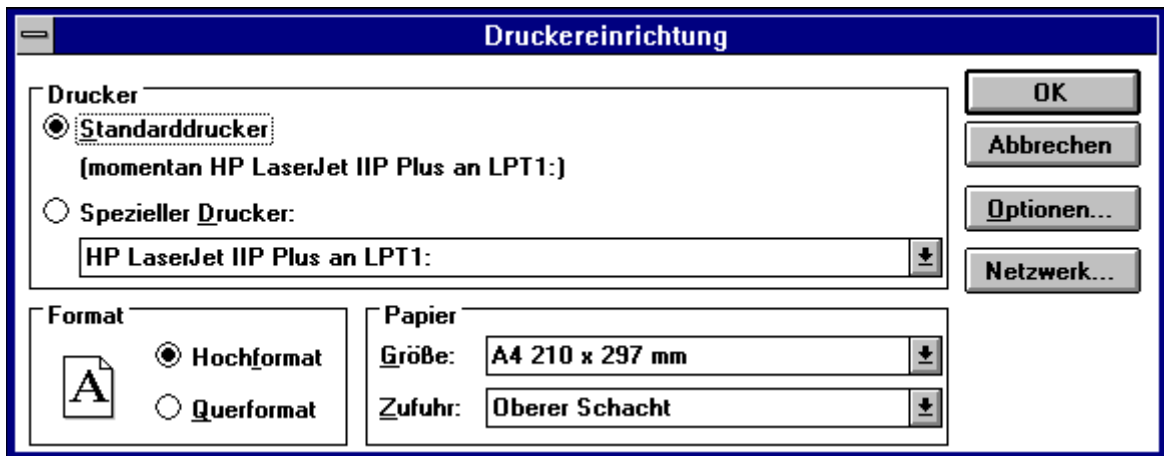 Druckereinrichtung
Drucker
Standarddrucker
(momentan HP LaserJet IIP Plus an LPT1:)
Spezieller Drucker:
HP LaserJet IIP Plus an LPT1:
OK
Abbrechen
Optionen...
Netzwerk...
Format
A
Hochformat
Querformat
Papier
Größe: A4 210 x 297 mm
Zufuhr: Oberer Schacht